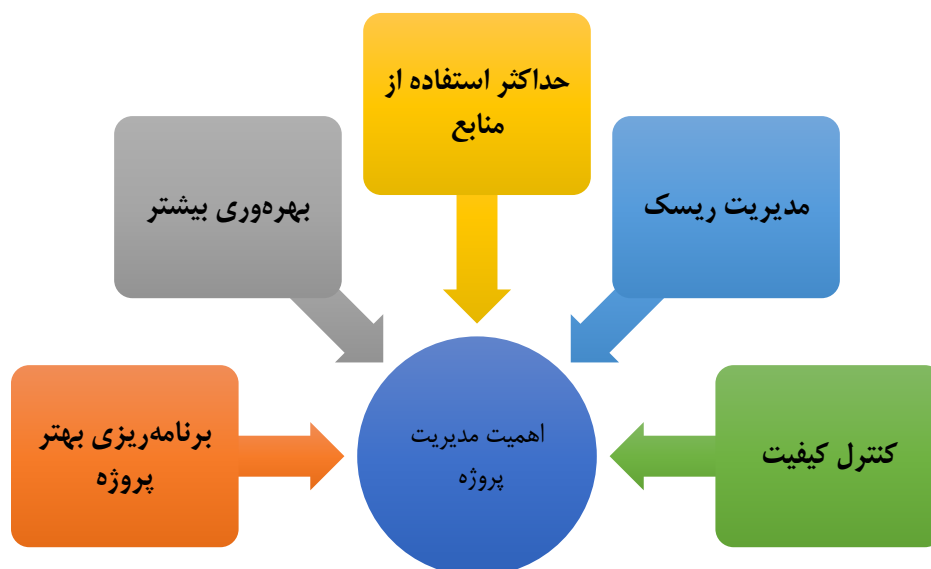 حداکثر استفاده از
منابع
مدیریت ریسک
بهره‌وری بیشتر
کنترل کیفیت
برنامه‌ریزی بهتر
پروژه
اهمیت مدیریت
پروژه